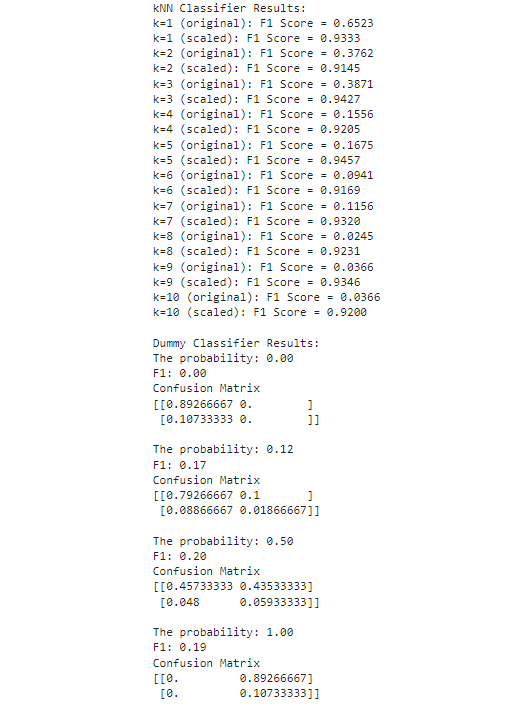 kNN Classifier Results:
k=1 (original): F1 Score = 0.6523
k=1 (scaled): F1 Score = 0.9333
k=2 (original): F1 Score = 0.3762
k=2 (scaled): F1 Score = 0.9145
k=3 (original): F1 Score = 0.3871
k=3 (scaled): F1 Score = 0.9427
k=4 (original): F1 Score = 0.1556
k=4 (scaled): F1 Score = 0.9205
k=5 (original): F1 Score = 0.1675
k=5 (scaled): F1 Score = 0.9457
k=6 (original): F1 Score = 0.0941
k=6 (scaled): F1 Score = 0.9169
k=7 (original): F1 Score = 0.1156
k=7 (scaled): F1 Score = 0.9320
k=8 (original): F1 Score = 0.0245
k=8 (scaled): F1 Score = 0.9231
k=9 (original): F1 Score = 0.0366
k=9 (scaled): F1 Score = 0.9346
k=10 (original): F1 Score = 0.0366
k=10 (scaled): F1 Score = 0.9200

Dummy Classifier Results:
The probability: 0.00
F1: 0.00
Confusion Matrix
[[0.89266667 0.        ]
 [0.10733333 0.        ]]

The probability: 0.12
F1: 0.17
Confusion Matrix
[[0.79266667 0.1       ]
 [0.08866667 0.01866667]]

The probability: 0.50
F1: 0.20
Confusion Matrix
[[0.45733333 0.43533333]
 [0.048      0.05933333]]

The probability: 1.00
F1: 0.19
Confusion Matrix
[[0.         0.89266667]
 [0.         0.10733333]]